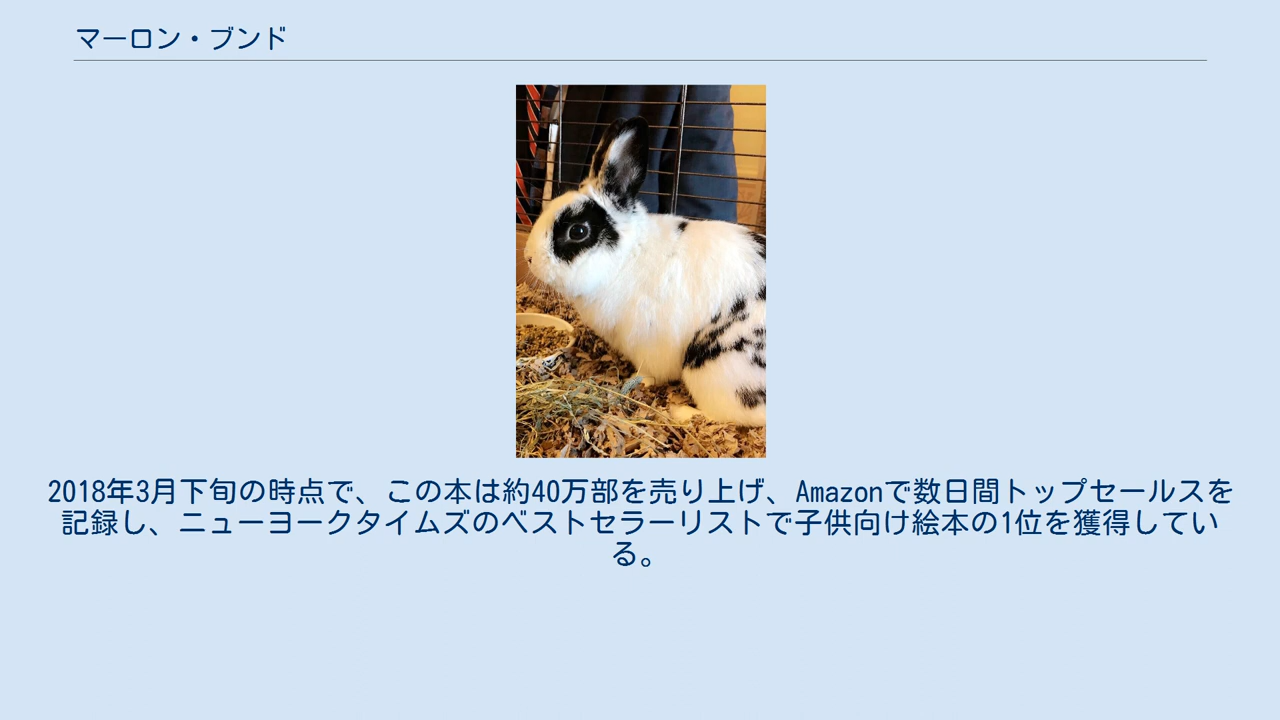 マーロン・ブンド
2018年3月下旬の時点で、この本は約40万部を売り上げ、Amazonで数日間トップセールスを
記録し、ニューヨークタイムズのベストセラーリストで子供向け絵本の1位を獲得してい
る。